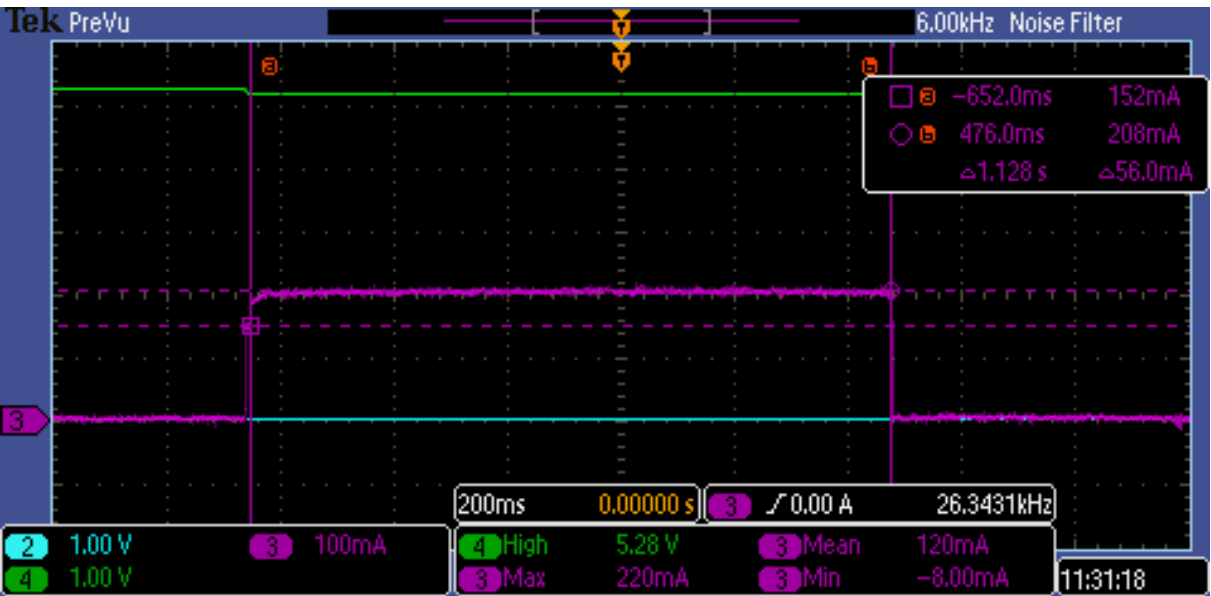 Tek PreVu 6.00kHz Noise Filter
T
T
a b
a −652.0ms 152mA
b 476.0ms 208mA
△1.128 s △56.0mA
3
200ms 0.00000 s 3 0.00 A 26.3431kHz
2 1.00 V 3 100mA 4 High 5.28 V 3 Mean 120mA
4 1.00 V 3 Max 220mA 3 Min −8.00mA 11:31:18